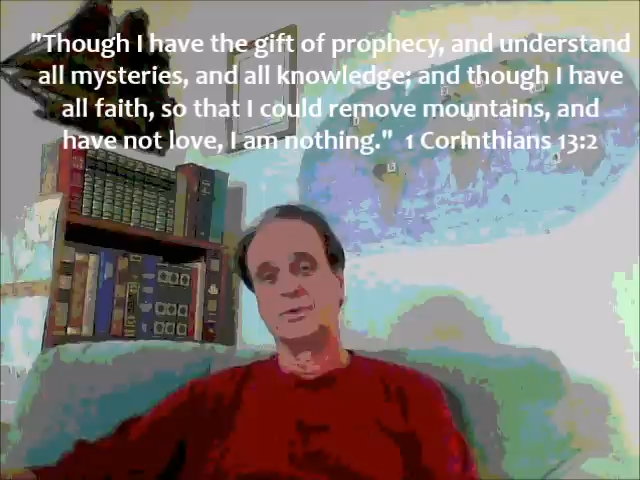 "Though I have the gift of prophecy, and understand
all mysteries, and all knowledge; and though I have
all faith, so that I could remove mountains, and
have not love, I am nothing." 1 Corinthians 13:2